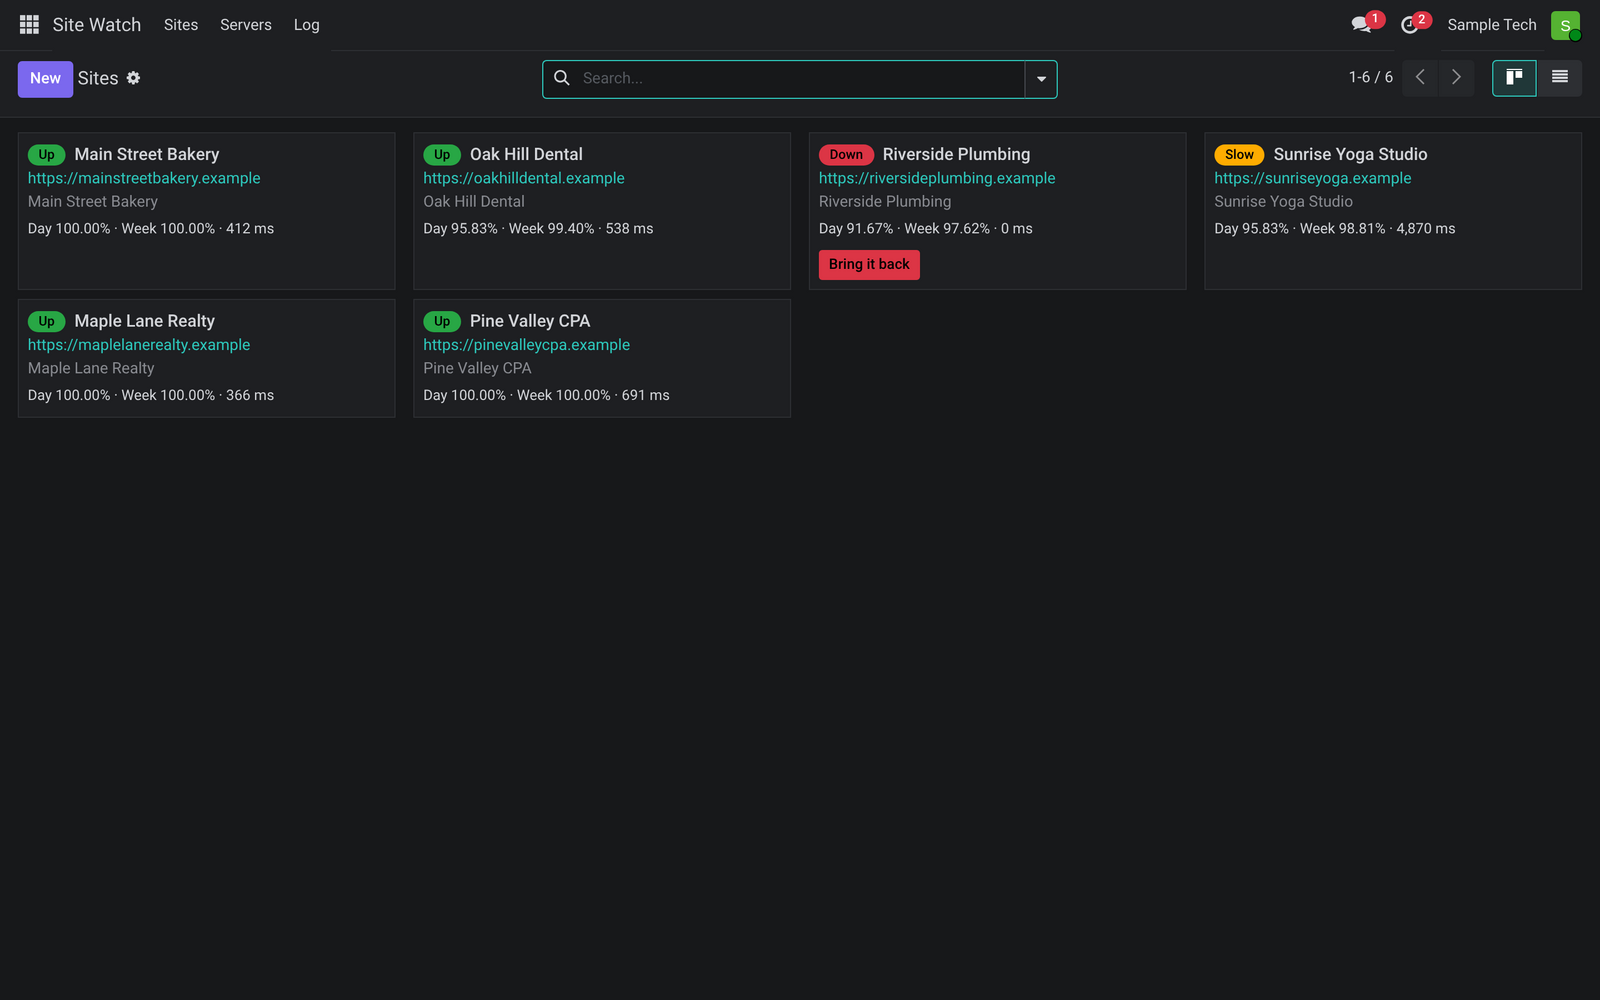 Site Watch Sites Servers Log 1 2 Sample Tech S
New Sites Search... 1-6 / 6
Up Main Street Bakery
https://mainstreetbakery.example
Main Street Bakery
Day 100.00% · Week 100.00% · 412 ms
Up Oak Hill Dental
https://oakhilldental.example
Oak Hill Dental
Day 95.83% · Week 99.40% · 538 ms
Down Riverside Plumbing
https://riversideplumbing.example
Riverside Plumbing
Day 91.67% · Week 97.62% · 0 ms
Bring it back
Slow Sunrise Yoga Studio
https://sunriseyoga.example
Sunrise Yoga Studio
Day 95.83% · Week 98.81% · 4,870 ms
Up Maple Lane Realty
https://maplelanerealty.example
Maple Lane Realty
Day 100.00% · Week 100.00% · 366 ms
Up Pine Valley CPA
https://pinevalleycpa.example
Pine Valley CPA
Day 100.00% · Week 100.00% · 691 ms